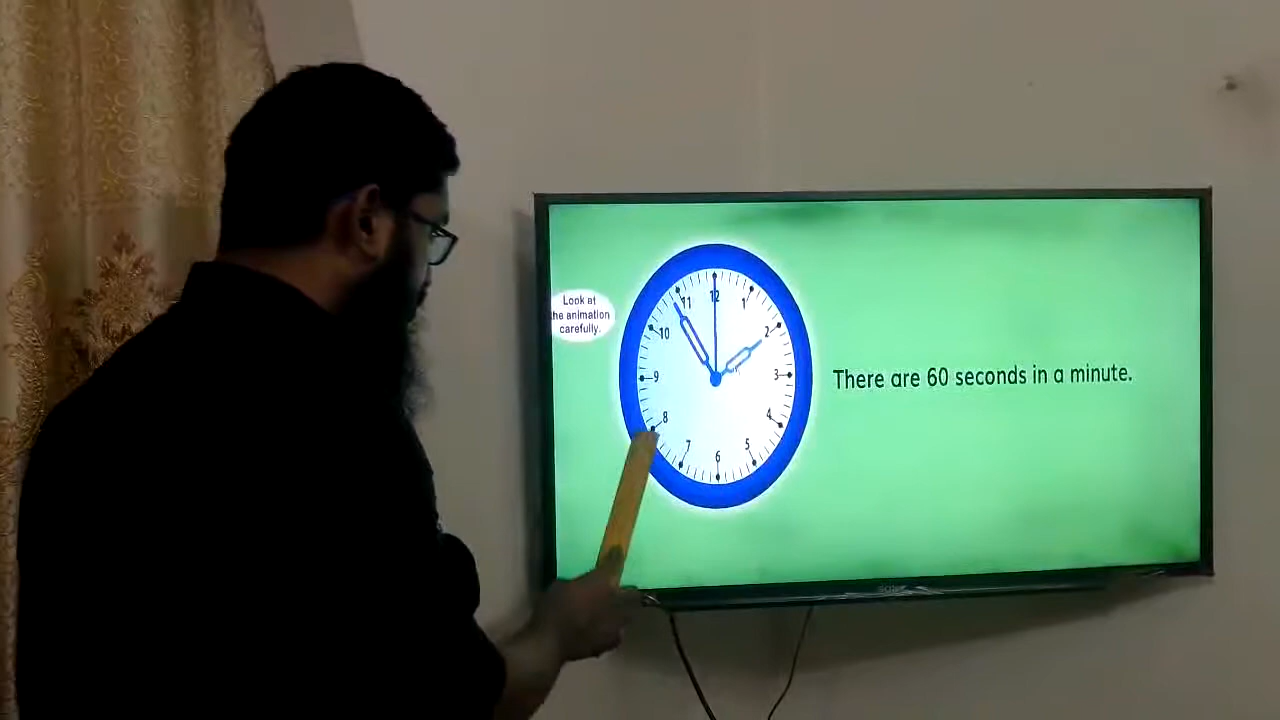 Look at
the animation
carefully.
12
1
2
3
4
5
6
7
8
9
10
11
There are 60 seconds in a minute.
SONY